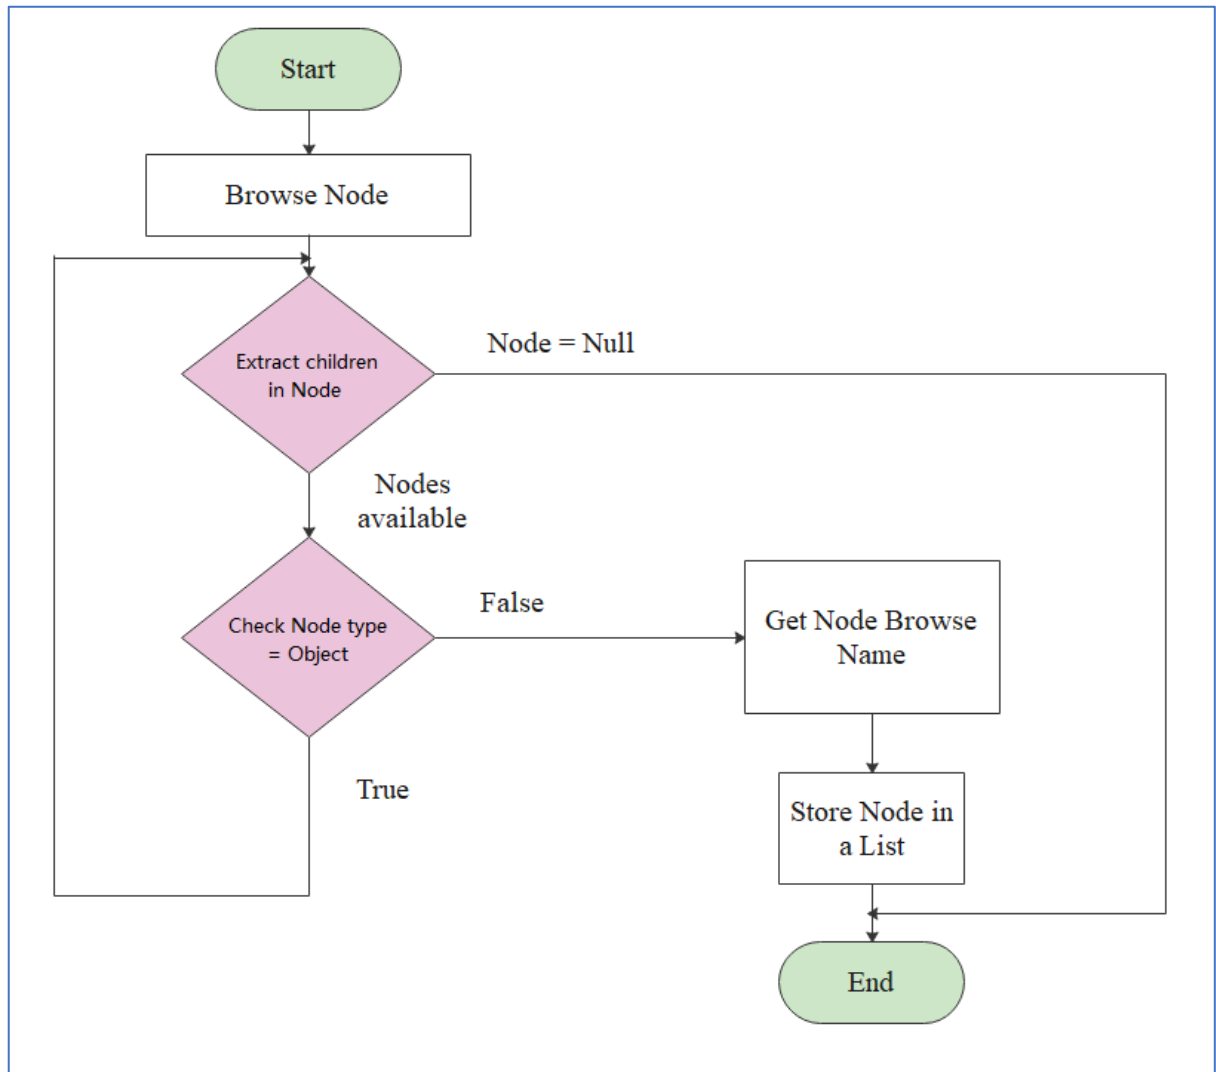 Start
Browse Node
Extract children
in Node
Node = Null
Nodes
available
Check Node type
= Object
False
Get Node Browse
Name
True
Store Node in
a List
End